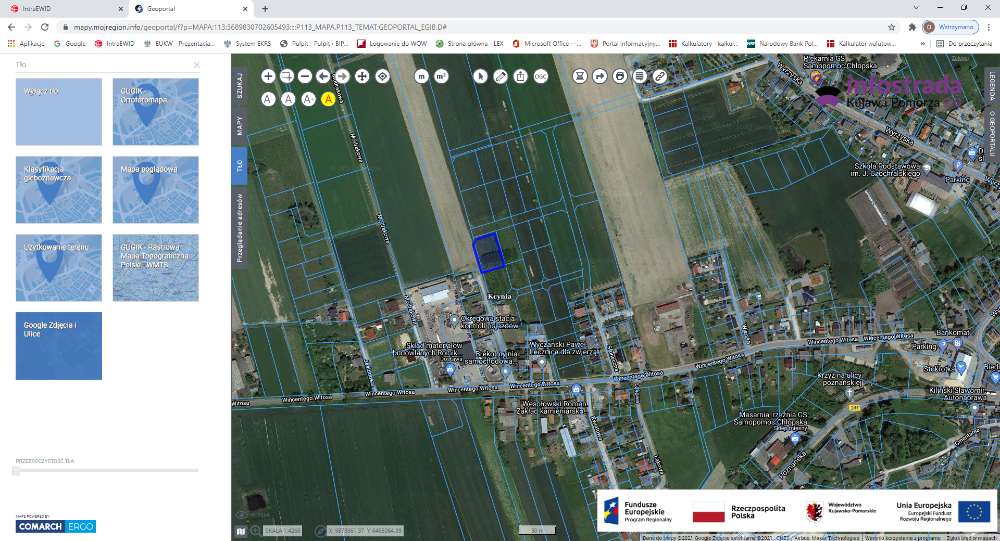 IntraEWID
Geoportal
mapy.mojregion.info/geoportal/f?p=MAPA:113:3689830702605493::::P113_MAPA,P113_TEMAT:GEOPORTAL_EGIB,D#
O Wstrzymano
Aplikacje
Google
IntraEWID
EUKW - Prezentacja...
System EKRS
Pulpit - Pulpit ‹ BIP...
Logowanie do WOW
Strona główna - LEX
Microsoft Office —...
Portal informacyjny...
Kalkulatory - kalkul...
NBP Narodowy Bank Pol...
Kalkulator walutow...
»
Do przeczytania
Tło
Wyłącz tło
GUGIK -
Ortofotomapa
Klasyfikacja
gleboznawcza
Mapa poglądowa
Użytkowanie terenu
GUGIK - Rastrowa
Mapa Topograficzna
Polski - WMTS
Google Zdjęcia i
Ulice
PRZEZROCZYSTOŚĆ TŁA:
MAPS POWERED BY:
COMARCH ERGO
SZUKAJ
MAPY
TŁO
Przeglądanie adresów
m
m²
OGC
A-
A
A+
A
Zaloguj
LEGENDA
O GEOPORTALU
infostrada
Kujaw i Pomorza 2.0
Piekarnia GS
Samopomoc Chłopska
Wyrzyska
Wyrzyska
Szkoła Podstawowa
im. J. Czochralskiego
Parking
Modrakowa
Modrakowa
Modrakowa
Modrakowa
Kcynia
Okręgowa stacja
kontroli pojazdów
Skład materiałów
budowlanych Rolnik...
Dostawa
Breko myjnia
samochodowa...
Wyczański Paweł
Lecznica dla zwierząt
Jesionowa
Słoneczna
Wiejska
Wincentego Witosa
Wincentego Witosa
Wincentego Witosa
Wincentego Witosa
Wincentego Witosa
Wincentego Witosa
Wincentego Witosa
Wincentego Witosa
Witosa
Bankomat
Parking
Stokrotka
Biedr
Krzyż na ulicy
poznańskiej
Kiliński Sławomir.
Autonaprawa
241
Wesołowski Roman.
Zakład kamieniarsko...
Łąkowa
Łąkowa
Kwiatowa
Masarnia, rzeźnia GS
Samopomoc Chłopska
Sklep mięsny
Poznańska
Cmentarna
413964
SKALA 1:4265
X: 5873361.37 Y: 6465064.39
50 m
Fundusze
Europejskie
Program Regionalny
Rzeczpospolita
Polska
Województwo
Kujawsko-Pomorskie
Unia Europejska
Europejski Fundusz
Rozwoju Regionalnego
Dane do Mapy ©2021 Google Zdjęcie satelitarne ©2021 , CNES / Airbus, Maxar Technologies
Warunki korzystania z programu
Zgłoś błąd w mapach